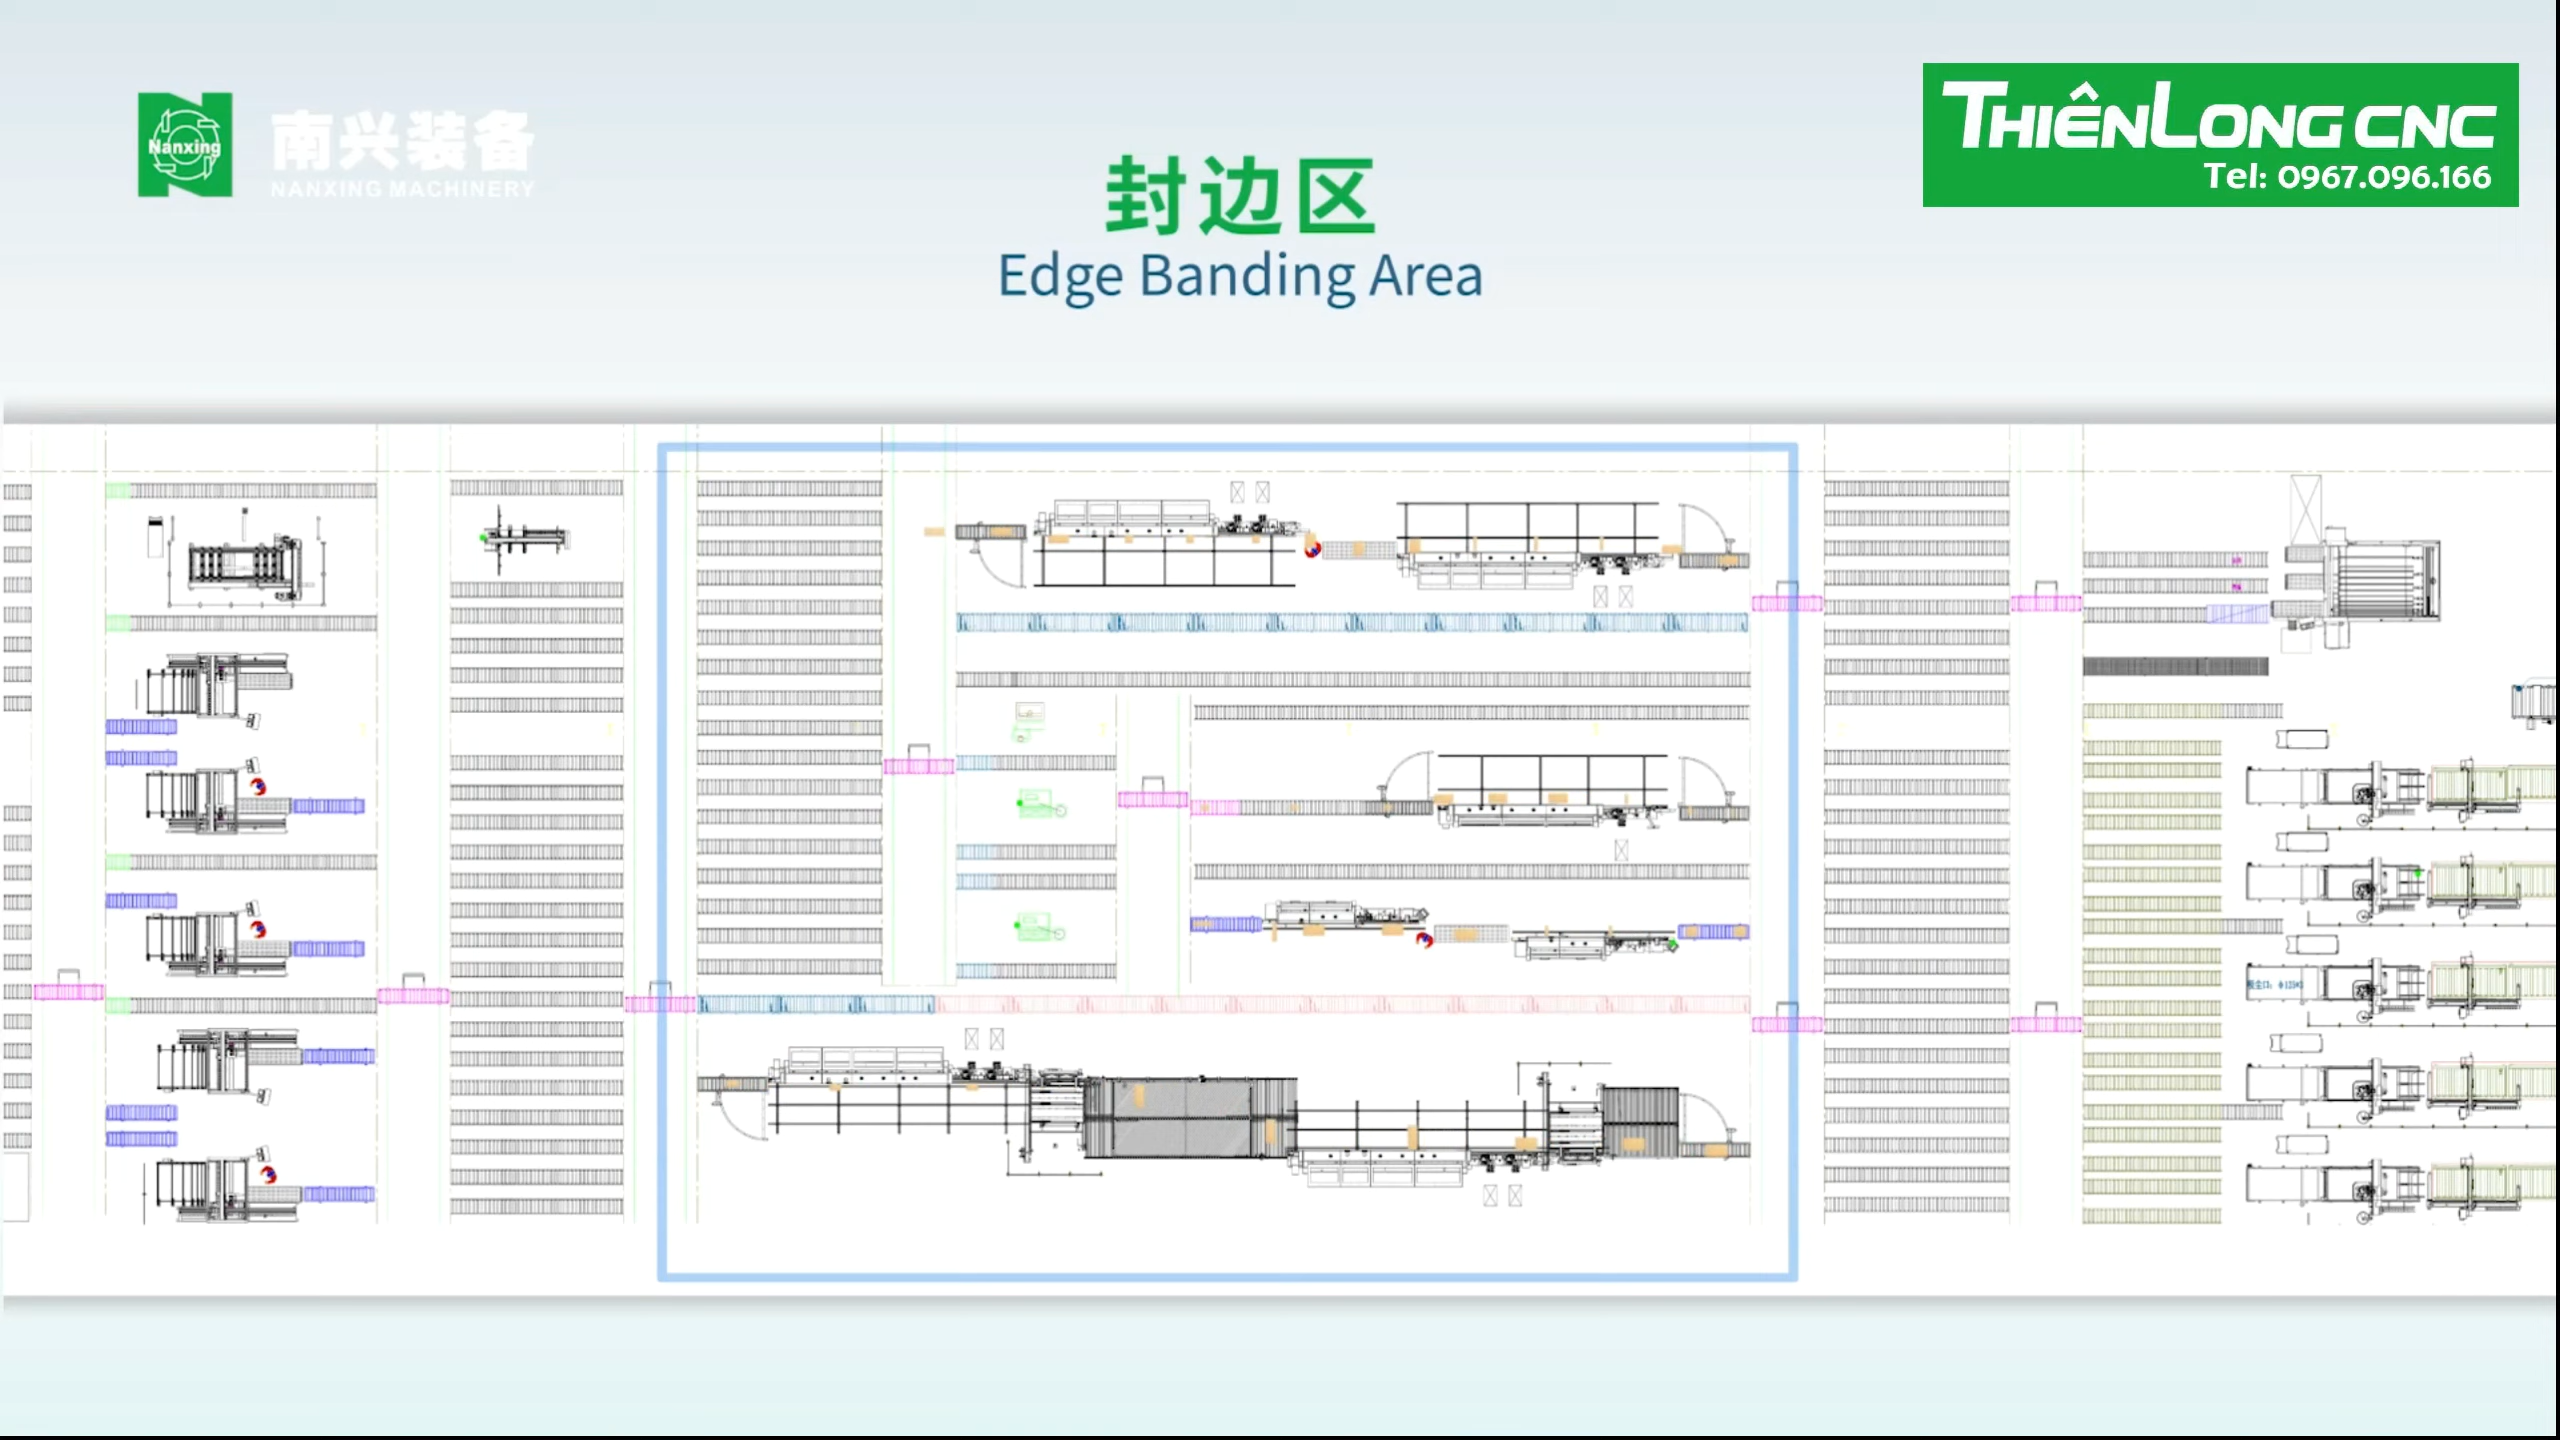 Nanxing
南兴装备
NANXING MACHINERY
THIÊNLONG CNC
Tel: 0967.096.166
封边区
Edge Banding Area